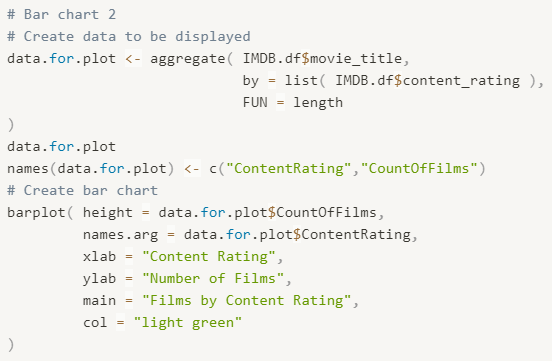 # Bar chart 2
# Create data to be displayed
data.for.plot <- aggregate( IMDB.df$movie_title,
                            by = list( IMDB.df$content_rating ),
                            FUN = length
)
data.for.plot
names(data.for.plot) <- c("ContentRating","CountOfFilms")
# Create bar chart
barplot( height = data.for.plot$CountOfFilms,
         names.arg = data.for.plot$ContentRating,
         xlab = "Content Rating",
         ylab = "Number of Films",
         main = "Films by Content Rating",
         col = "light green"
)